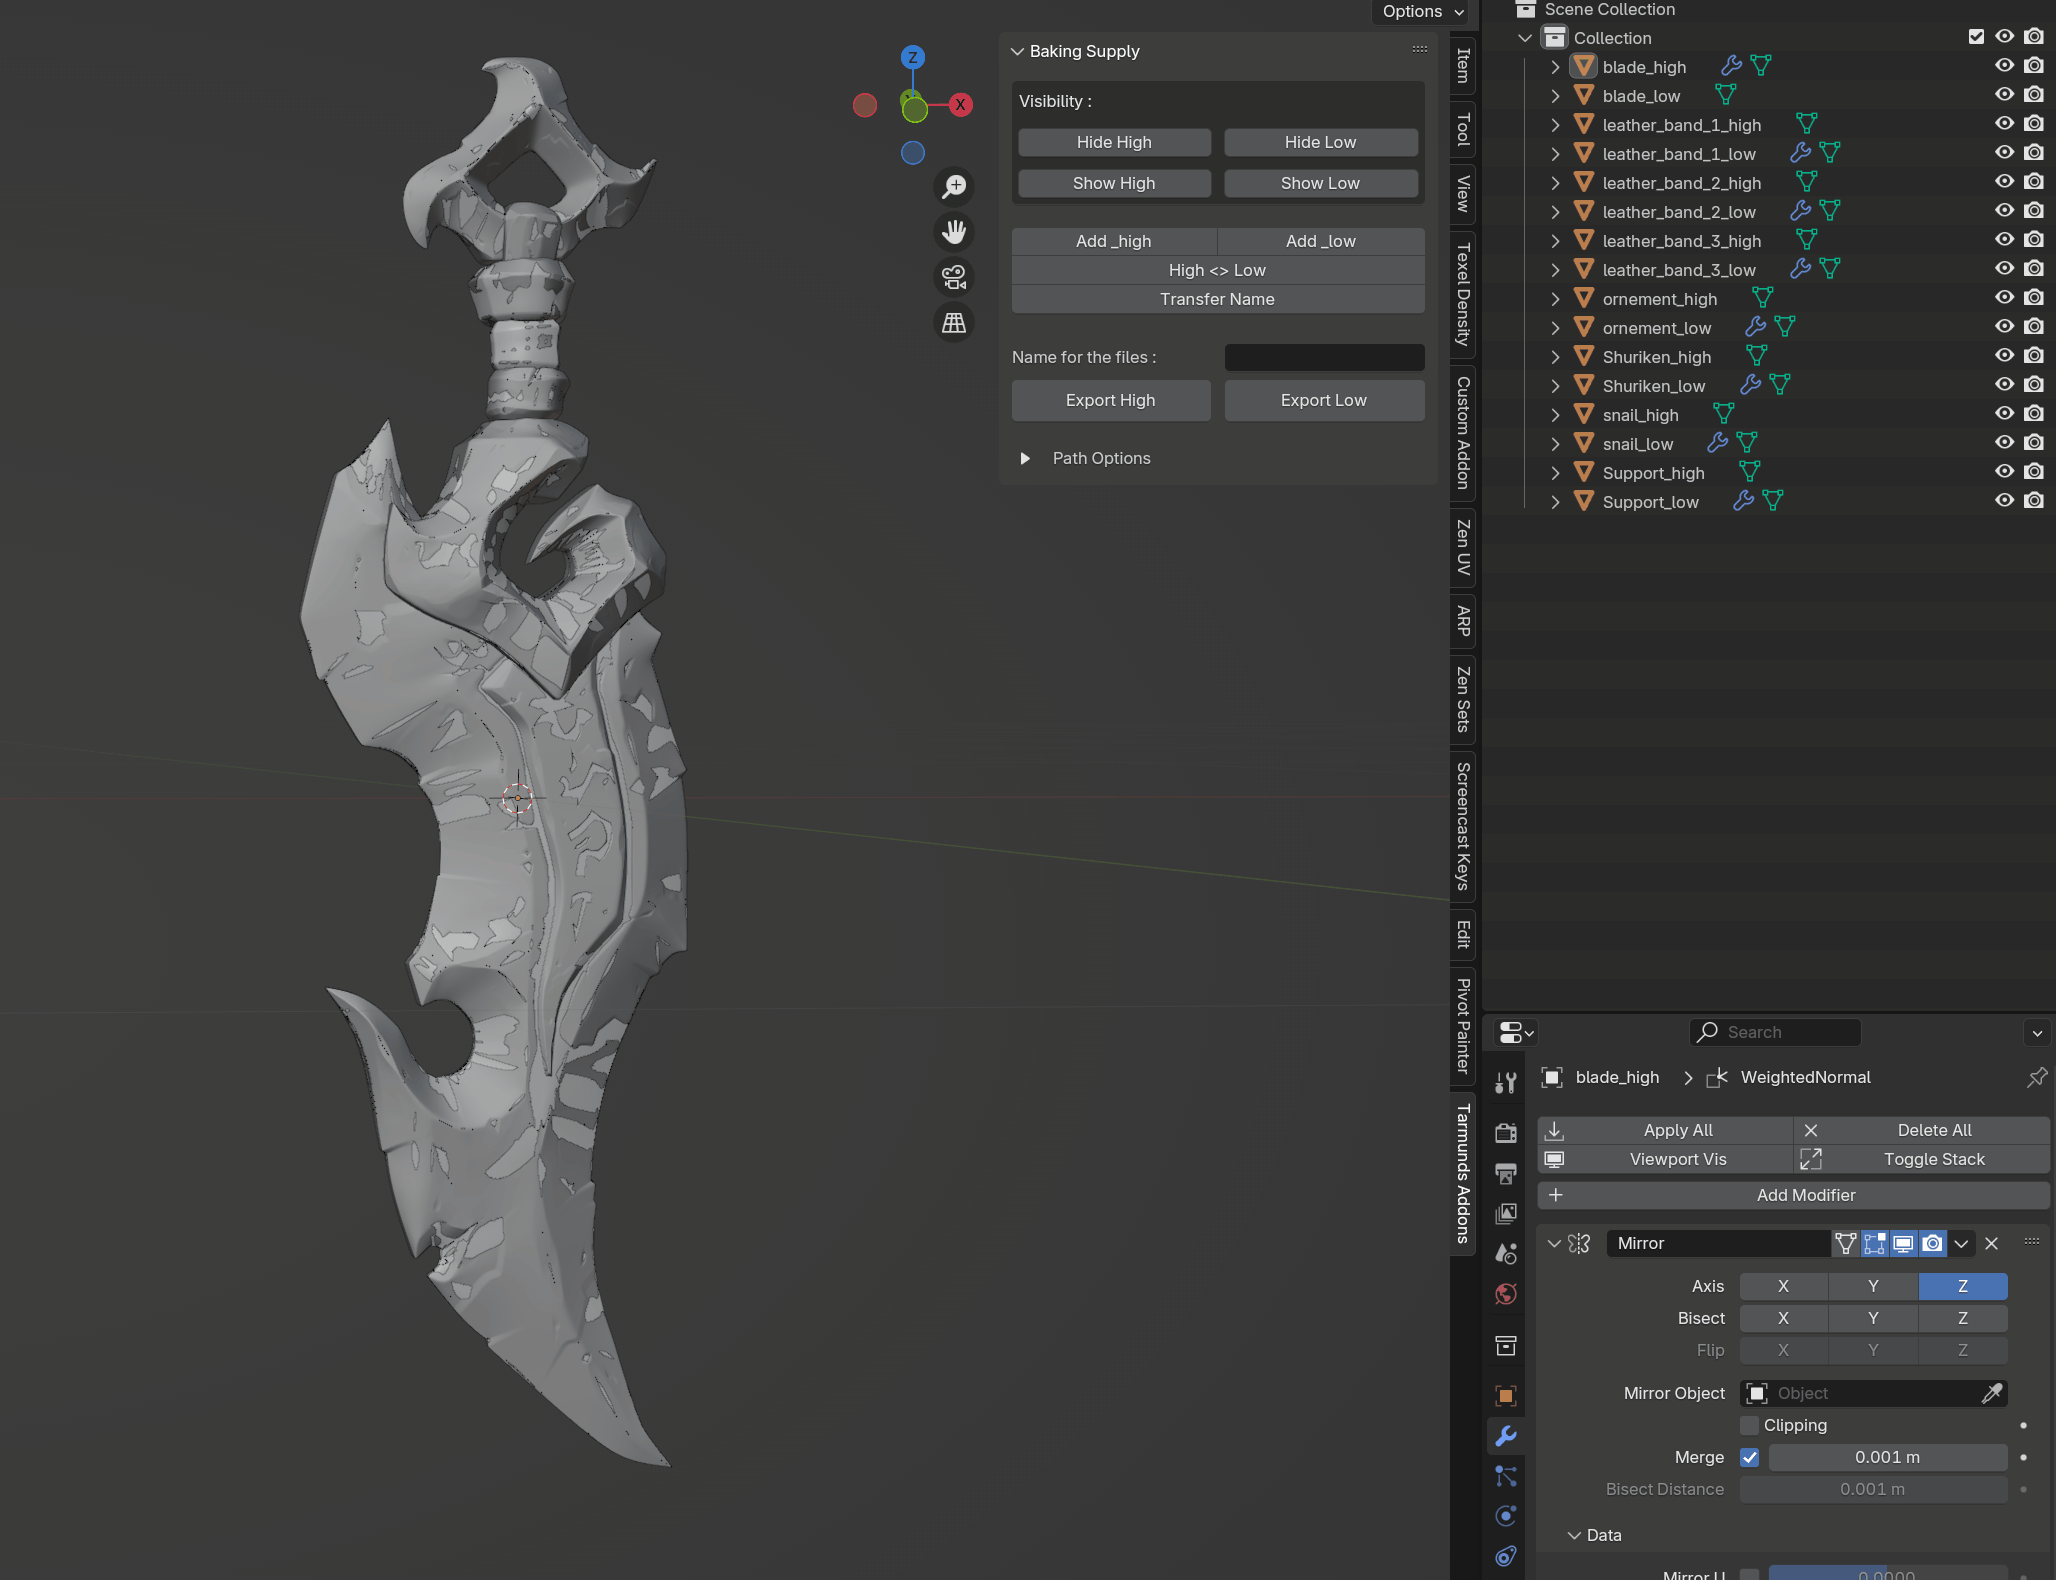 Options
Z
X
Baking Supply
Visibility :
Hide High
Hide Low
Show High
Show Low
Add _high
Add _low
High <> Low
Transfer Name
Name for the files :
Export High
Export Low
Path Options
Item
Tool
View
Texel Density
Custom Addon
Zen UV
ARP
Zen Sets
Screencast Keys
Edit
Pivot Painter
Tarmunds Addons
Scene Collection
Collection
blade_high
blade_low
leather_band_1_high
leather_band_1_low
leather_band_2_high
leather_band_2_low
leather_band_3_high
leather_band_3_low
ornement_high
ornement_low
Shuriken_high
Shuriken_low
snail_high
snail_low
Support_high
Support_low
Search
blade_high
WeightedNormal
Apply All
Delete All
Viewport Vis
Toggle Stack
Add Modifier
Mirror
Axis X Y Z
Bisect X Y Z
Flip X Y Z
Mirror Object Object
Clipping
Merge 0.001 m
Bisect Distance 0.001 m
Data
Mirror U 0.0000